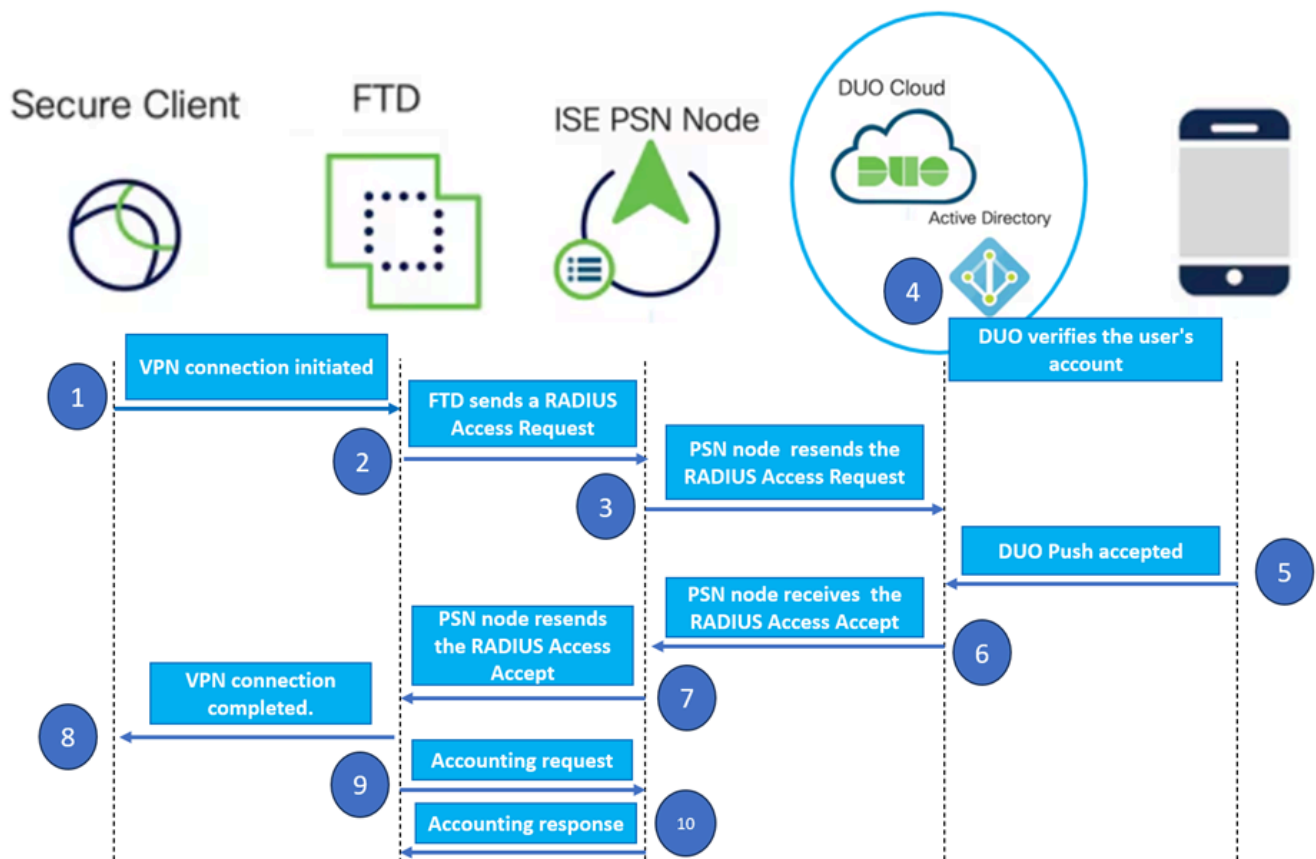 Secure Client
FTD
ISE PSN Node
DUO Cloud
DUO
Active Directory
4
DUO verifies the user's
account
VPN connection initiated
1
FTD sends a RADIUS
Access Request
2
PSN node resends the
RADIUS Access Request
3
DUO Push accepted
5
PSN node receives the
RADIUS Access Accept
6
PSN node resends
the RADIUS Access
Accept
7
VPN connection
completed.
8
Accounting request
9
Accounting response
10